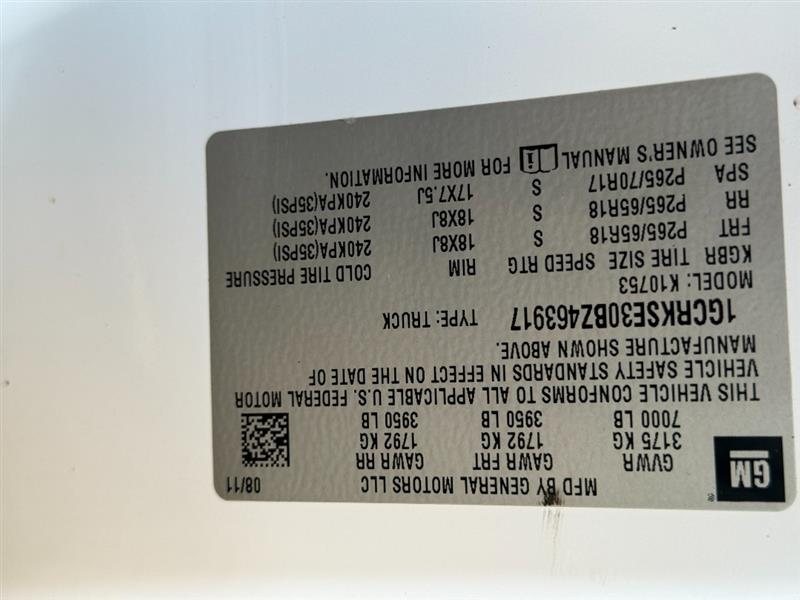 GM
MFD BY GENERAL MOTORS LLC 08/11
GVWR GAWR FRT GAWR RR
3175 KG 1792 KG 1792 KG
7000 LB 3950 LB 3950 LB
THIS VEHICLE CONFORMS TO ALL APPLICABLE U.S. FEDERAL MOTOR
VEHICLE SAFETY STANDARDS IN EFFECT ON THE DATE OF
MANUFACTURE SHOWN ABOVE.
1GCRKSE30BZ463917 TYPE: TRUCK
MODEL: K10753
KGBR TIRE SIZE SPEED RTG RIM COLD TIRE PRESSURE
FRT P265/65R18 S 18X8J 240KPA(35PSI)
RR P265/65R18 S 18X8J 240KPA(35PSI)
SPA P265/70R17 S 17X7.5J 240KPA(35PSI)
SEE OWNER'S MANUAL i FOR MORE INFORMATION.